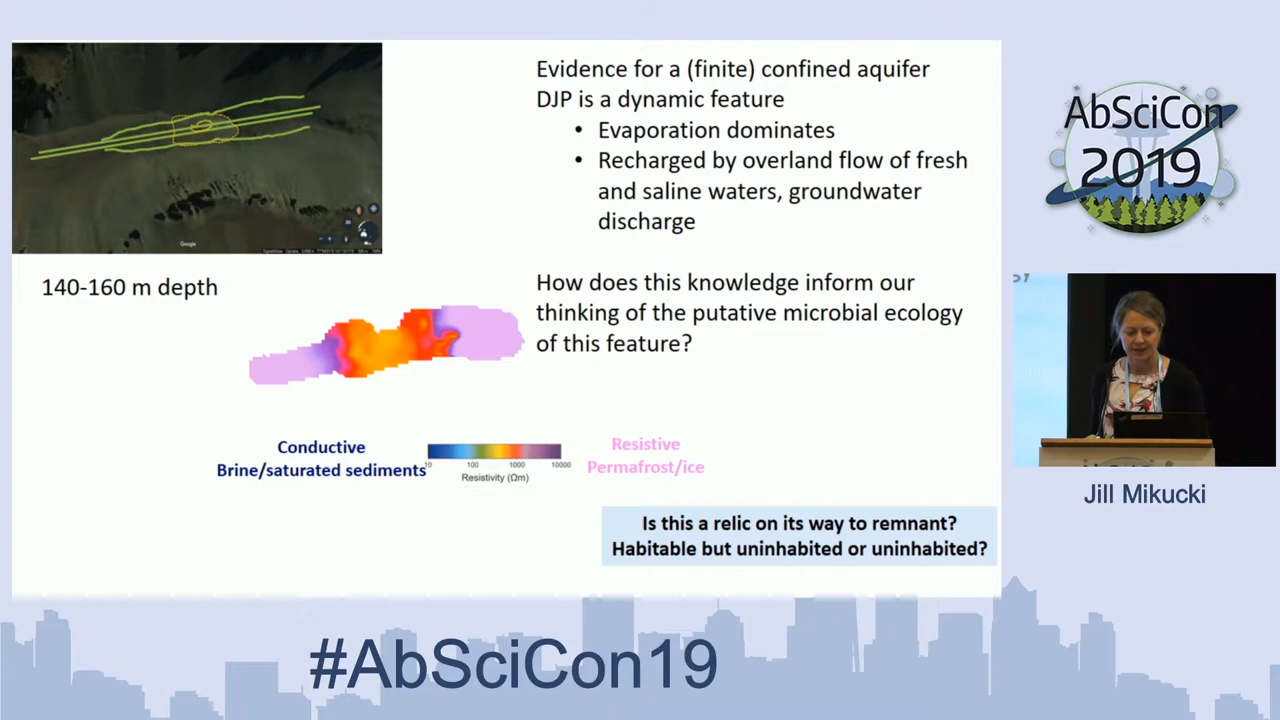 Evidence for a (finite) confined aquifer
DJP is a dynamic feature
• Evaporation dominates
• Recharged by overland flow of fresh
and saline waters, groundwater
discharge
Google
140-160 m depth
How does this knowledge inform our
thinking of the putative microbial ecology
of this feature?
Conductive
Brine/saturated sediments
10 100 1000 10000
Resistivity (Ωm)
Resistive
Permafrost/ice
Is this a relic on its way to remnant?
Habitable but uninhabited or uninhabited?
AbSciCon
2019
Jill Mikucki
#AbSciCon19